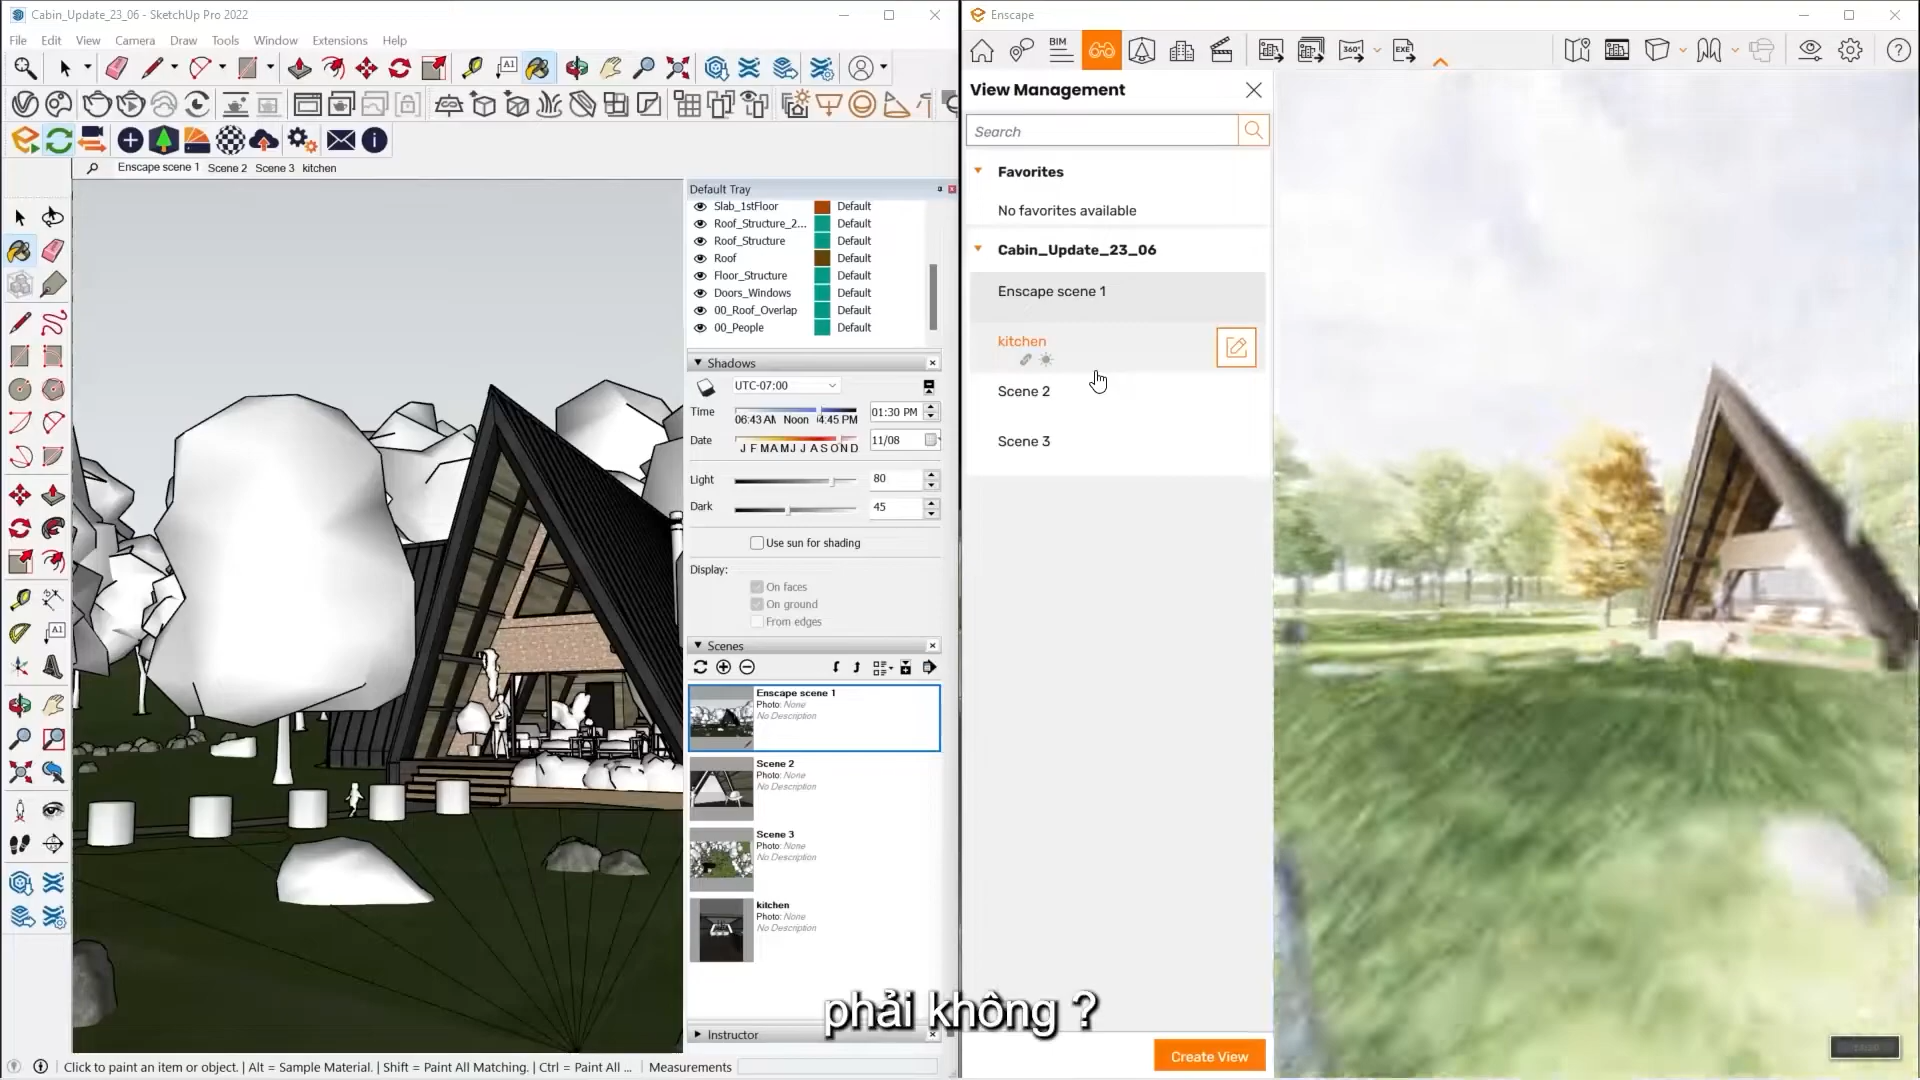 Cabin_Update_23_06 - SketchUp Pro 2022
File Edit View Camera Draw Tools Window Extensions Help
Enscape scene 1 Scene 2 Scene 3 kitchen
Default Tray
Slab_1stFloor Default
Roof_Structure_2... Default
Roof_Structure Default
Roof Default
Floor_Structure Default
Doors_Windows Default
00_Roof_Overlap Default
00_People Default
Shadows
UTC-07:00
Time 01:30 PM
06:43 AM Noon 4:45 PM
Date 11/08
J F M A M J J A S O N D
Light 80
Dark 45
Use sun for shading
Display:
On faces
On ground
From edges
Scenes
Enscape scene 1
Photo: None
No Description
Scene 2
Photo: None
No Description
Scene 3
Photo: None
No Description
kitchen
Photo: None
No Description
Instructor
Click to paint an item or object. | Alt = Sample Material. | Shift = Paint All Matching. | Ctrl = Paint All ... Measurements
Enscape
BIM
360°
EXE
View Management
Search
Favorites
No favorites available
Cabin_Update_23_06
Enscape scene 1
kitchen
Scene 2
Scene 3
Create View
phải không ?